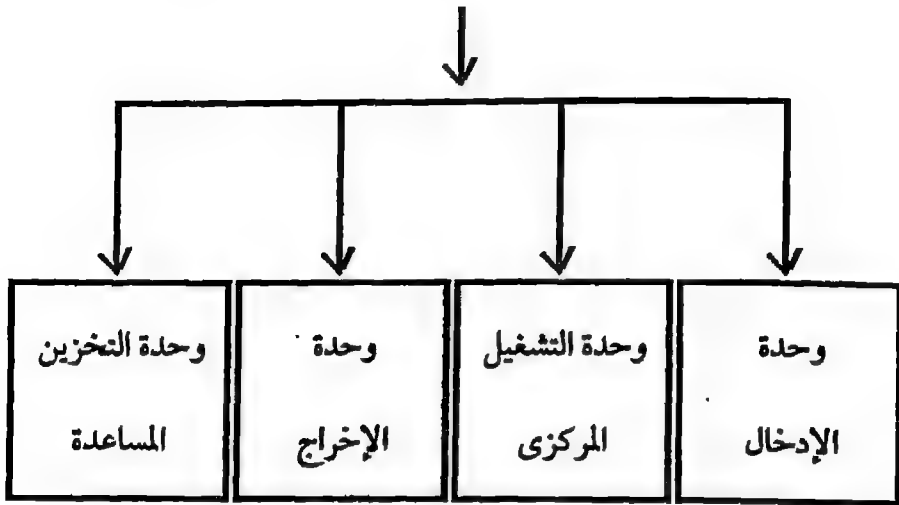 وحدة
الإدخال
وحدة التشغيل
المركزى
وحدة
الإخراج
وحدة التخزين
المساعدة